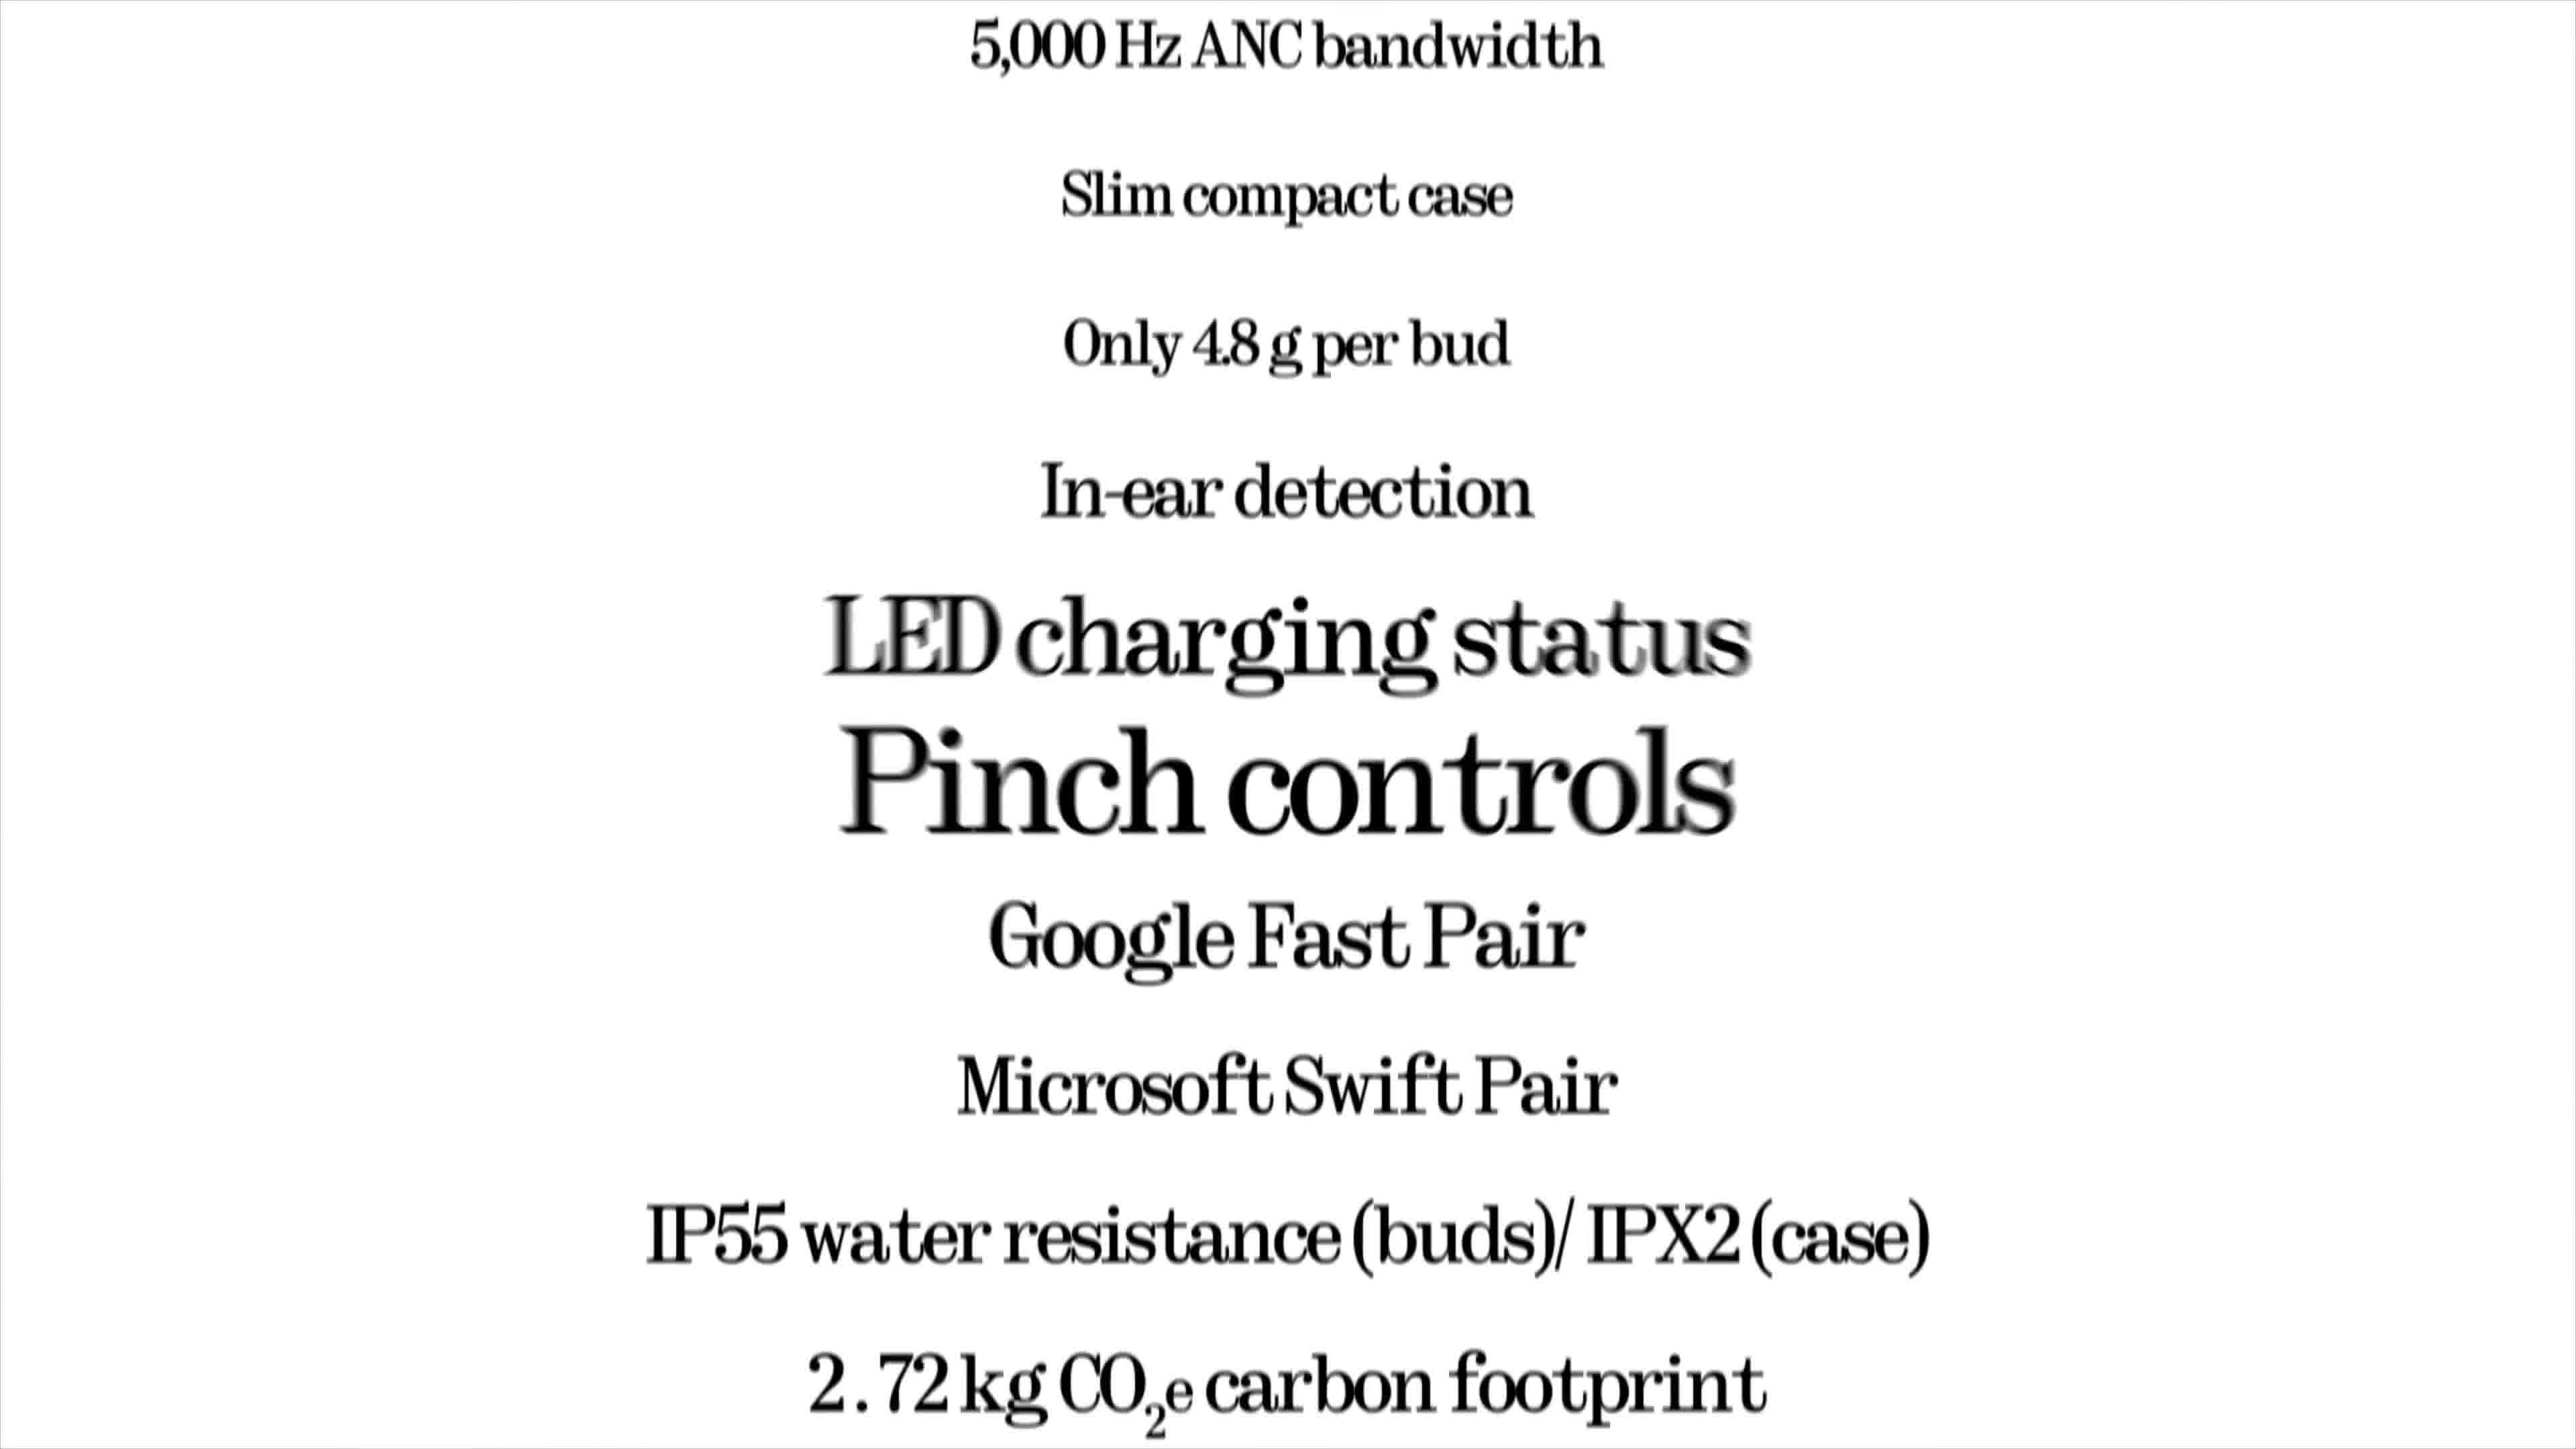 5,000 Hz ANC bandwidth
Slim compact case
Only 4.8 g per bud
In-ear detection
LED charging status
Pinch controls
Google Fast Pair
Microsoft Swift Pair
IP55 water resistance (buds)/ IPX2 (case)
2.72 kg CO₂e carbon footprint